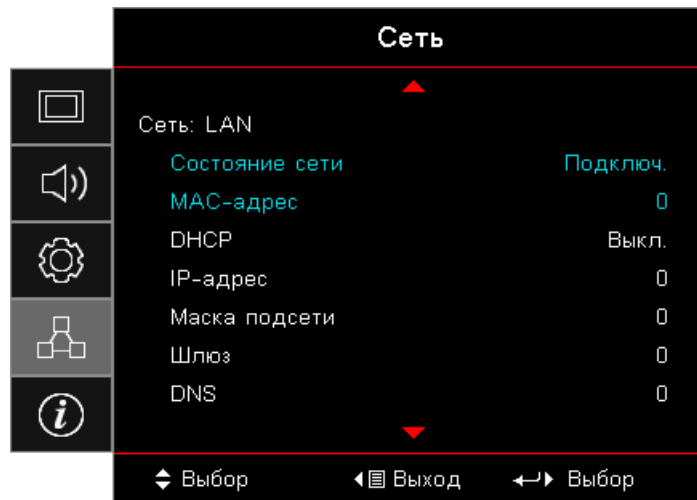 Сеть
Сеть: LAN
Состояние сети Подключ.
MAC-адрес 0
DHCP Выкл.
IP-адрес 0
Маска подсети 0
Шлюз 0
DNS 0
Выбор Выход Выбор